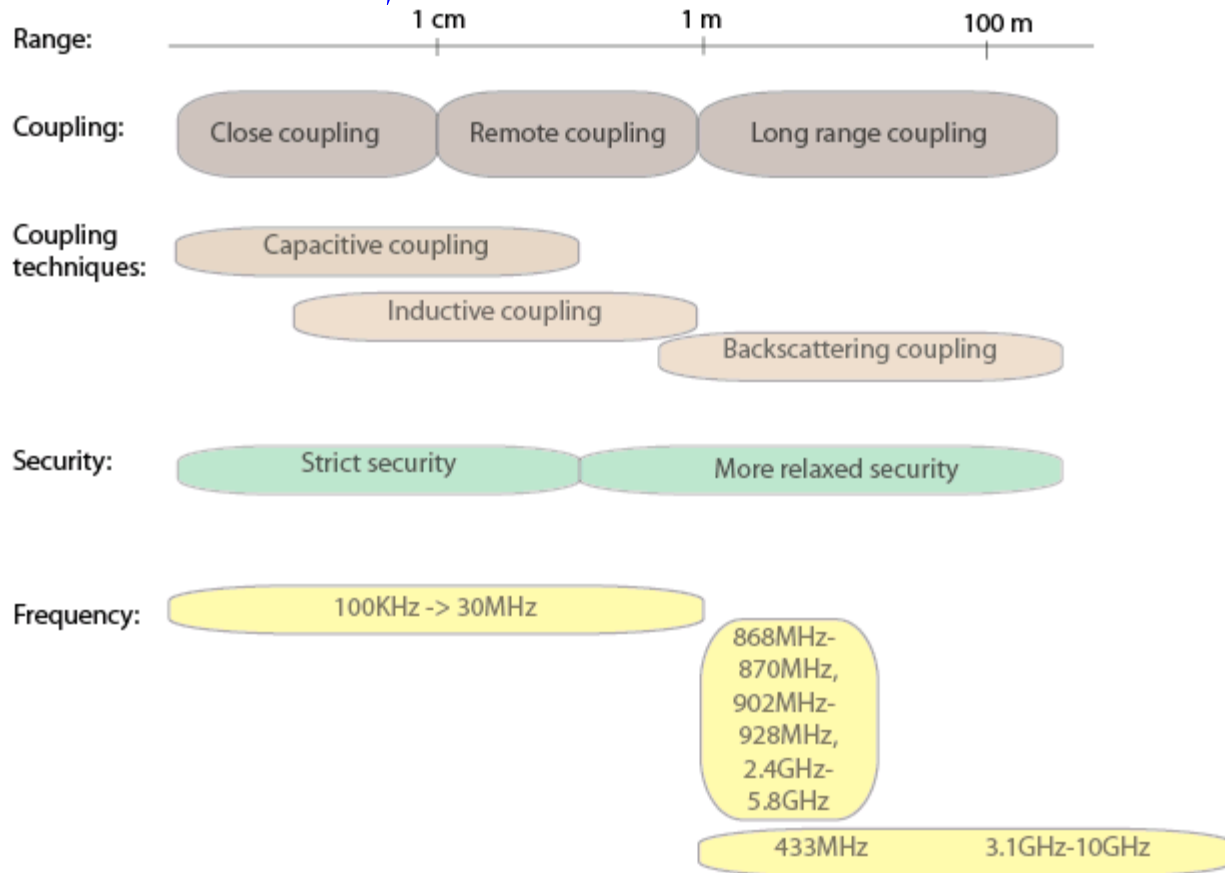 1 cm 1 m 100 m
Range:
Coupling: Close coupling Remote coupling Long range coupling
Coupling
techniques:
Capacitive coupling
Inductive coupling
Backscattering coupling
Security: Strict security More relaxed security
Frequency: 100KHz -> 30MHz
868MHz-
870MHz,
902MHz-
928MHz,
2.4GHz-
5.8GHz
433MHz 3.1GHz-10GHz